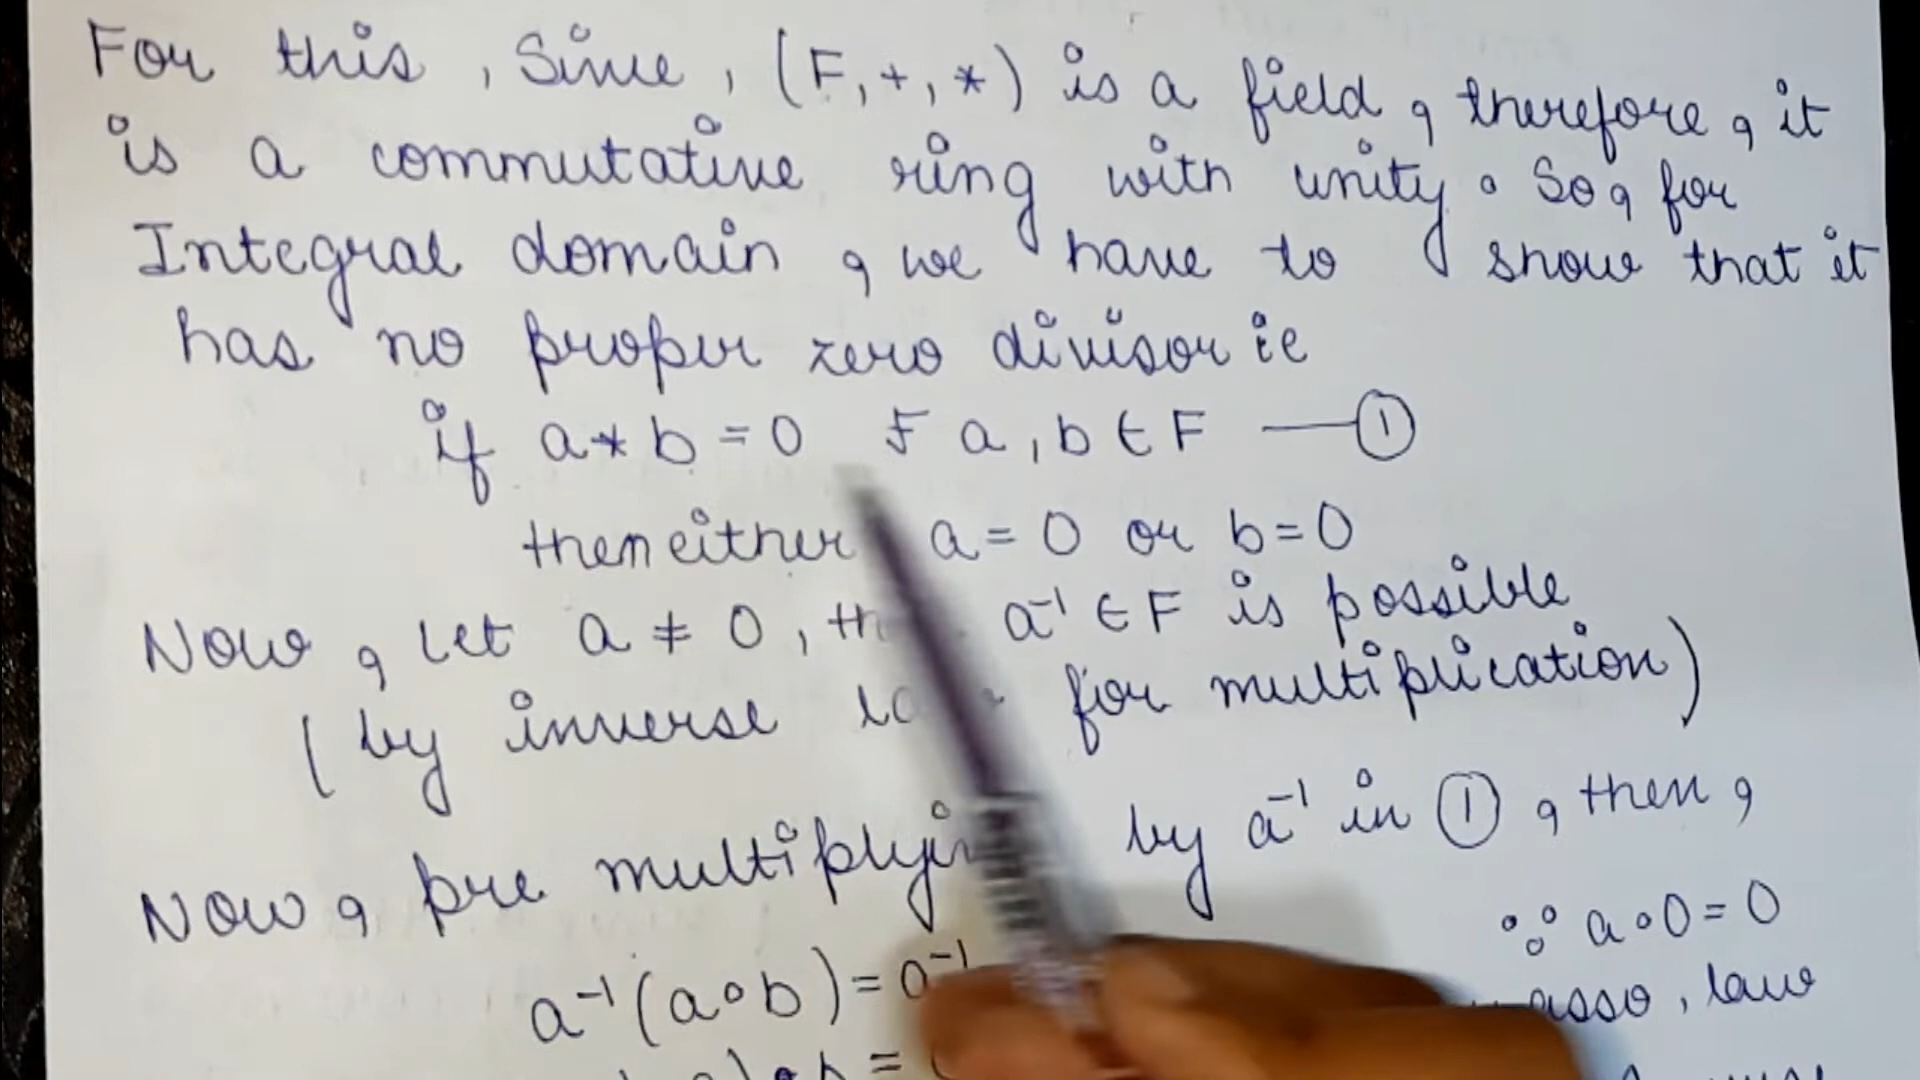 For this, Since, (F, +, *) is a field, therefore, it
is a commutative ring with unity. So, for
Integral domain, we have to show that it
has no proper zero divisor ie
if a * b = 0 ∀ a, b ∈ F —①
then either a = 0 or b = 0
Now, let a ≠ 0, a⁻¹ ∈ F is possible
(by inverse for multiplication)
Now, pre multiplying by a⁻¹ in ①, then,
∵ a∘0 = 0
a⁻¹(a∘b) = a⁻¹
asso, law